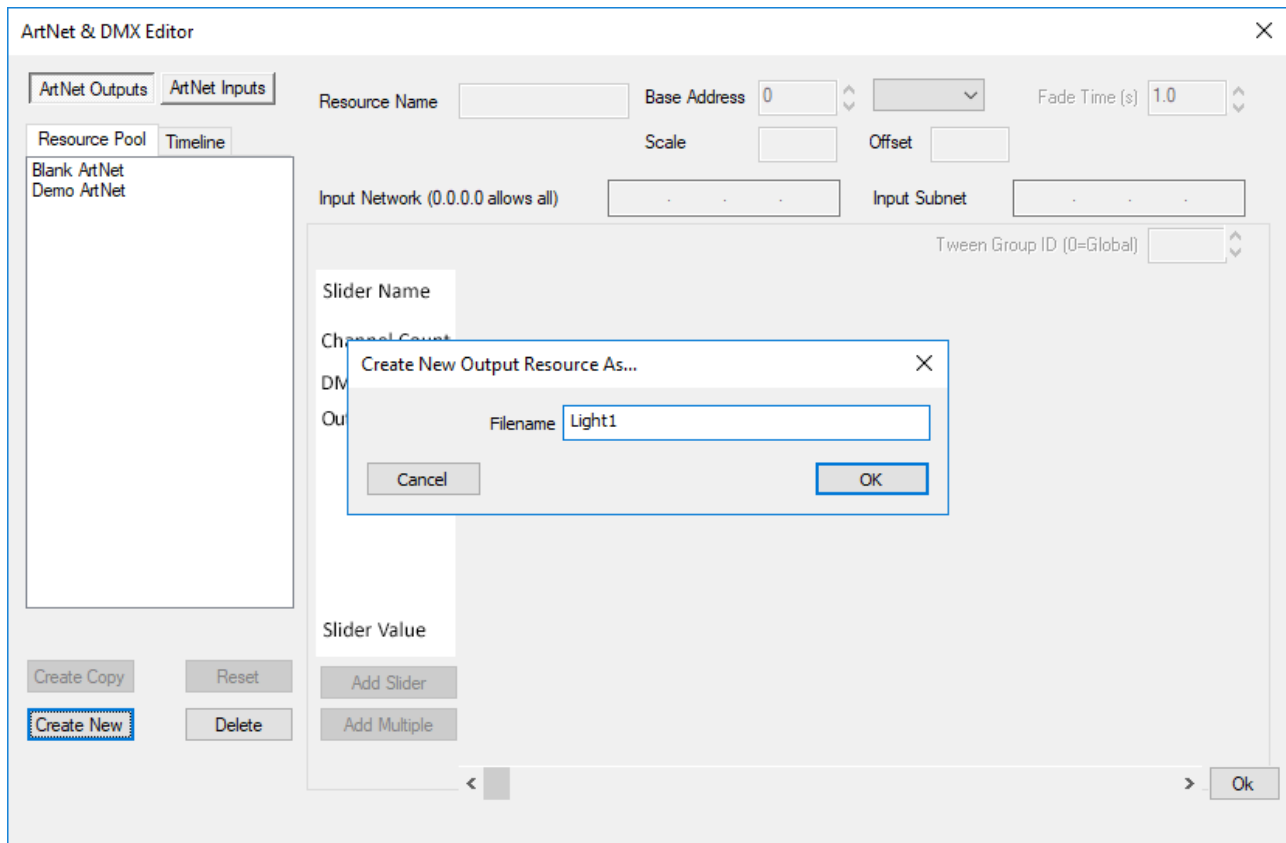 ArtNet & DMX Editor
ArtNet Outputs
ArtNet Inputs
Resource Name
Base Address
0
Fade Time (s)
1.0
Resource Pool
Timeline
Scale
Offset
Blank ArtNet
Demo ArtNet
Input Network (0.0.0.0 allows all)
. . .
Input Subnet
. . .
Tween Group ID (0=Global)
Slider Name
Create New Output Resource As...
Filename
Light1
Cancel
OK
Slider Value
Create Copy
Reset
Add Slider
Create New
Delete
Add Multiple
Ok